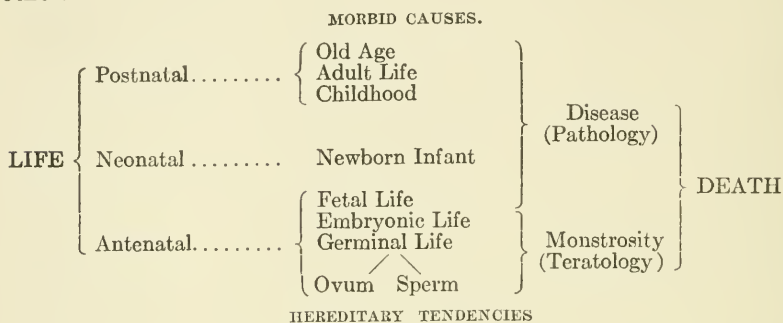 MORBID CAUSES.
Old Age
Postnatal......... Adult Life
Childhood
Disease
(Pathology)
LIFE Neonatal ......... Newborn Infant
DEATH
Fetal Life
Embryonic Life
Antenatal......... Germinal Life Monstrosity
(Teratology)
Ovum Sperm
HEREDITARY TENDENCIES